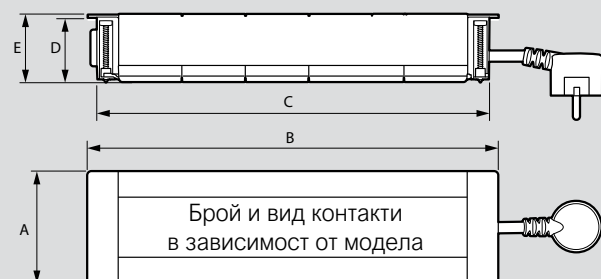 E
D
C
B
A
Брой и вид контакти
в зависимост от модела